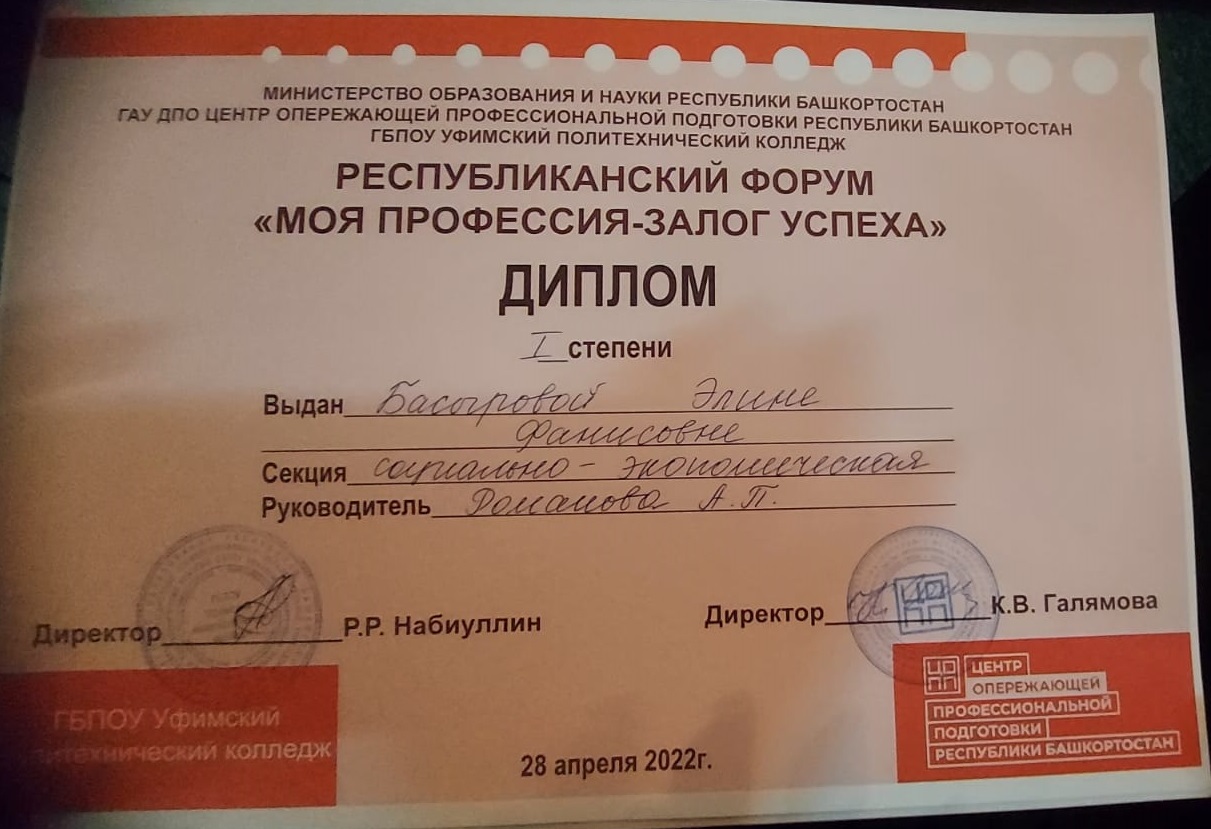 МИНИСТЕРСТВО ОБРАЗОВАНИЯ И НАУКИ РЕСПУБЛИКИ БАШКОРТОСТАН
ГАУ ДПО ЦЕНТР ОПЕРЕЖАЮЩЕЙ ПРОФЕССИОНАЛЬНОЙ ПОДГОТОВКИ РЕСПУБЛИКИ БАШКОРТОСТАН
ГБПОУ УФИМСКИЙ ПОЛИТЕХНИЧЕСКИЙ КОЛЛЕДЖ
РЕСПУБЛИКАНСКИЙ ФОРУМ
«МОЯ ПРОФЕССИЯ-ЗАЛОГ УСПЕХА»
ДИПЛОМ
I степени
Выдан Басыровой Элине
Фанисовне
Секция социально - экономическая
Руководитель Романова А.П.
Директор Р.Р. Набиуллин
Директор К.В. Галямова
ГБПОУ Уфимский
политехнический колледж
28 апреля 2022г.
ЦОПП
ЦЕНТР
ОПЕРЕЖАЮЩЕЙ
ПРОФЕССИОНАЛЬНОЙ
ПОДГОТОВКИ
РЕСПУБЛИКИ БАШКОРТОСТАН